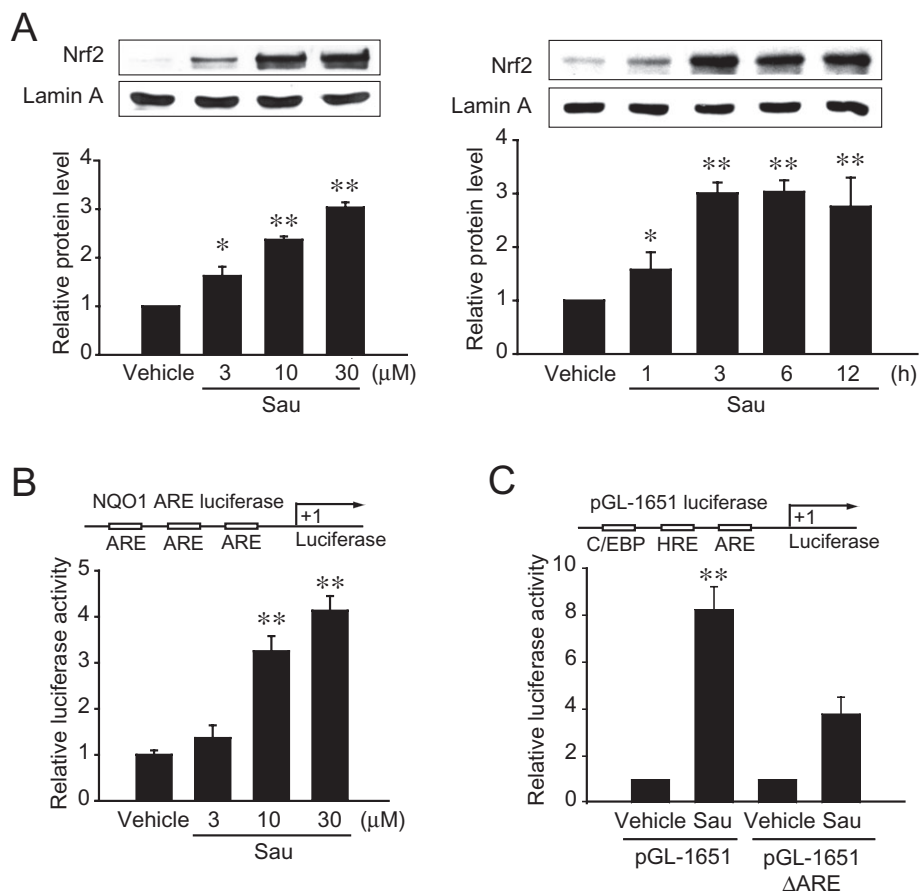 A
Nrf2
Lamin A
Relative protein level
4
3
2
1
0
*
**
**
Vehicle 3 10 30 (μM)
Sau
Nrf2
Lamin A
Relative protein level
4
3
2
1
0
*
**
**
**
Vehicle 1 3 6 12 (h)
Sau
B
NQO1 ARE luciferase
+1
ARE ARE ARE Luciferase
Relative luciferase activity
5
4
3
2
1
0
**
**
Vehicle 3 10 30 (μM)
Sau
C
pGL-1651 luciferase
+1
C/EBP HRE ARE Luciferase
Relative luciferase activity
10
8
6
4
2
0
**
Vehicle Sau Vehicle Sau
pGL-1651 pGL-1651
ΔARE